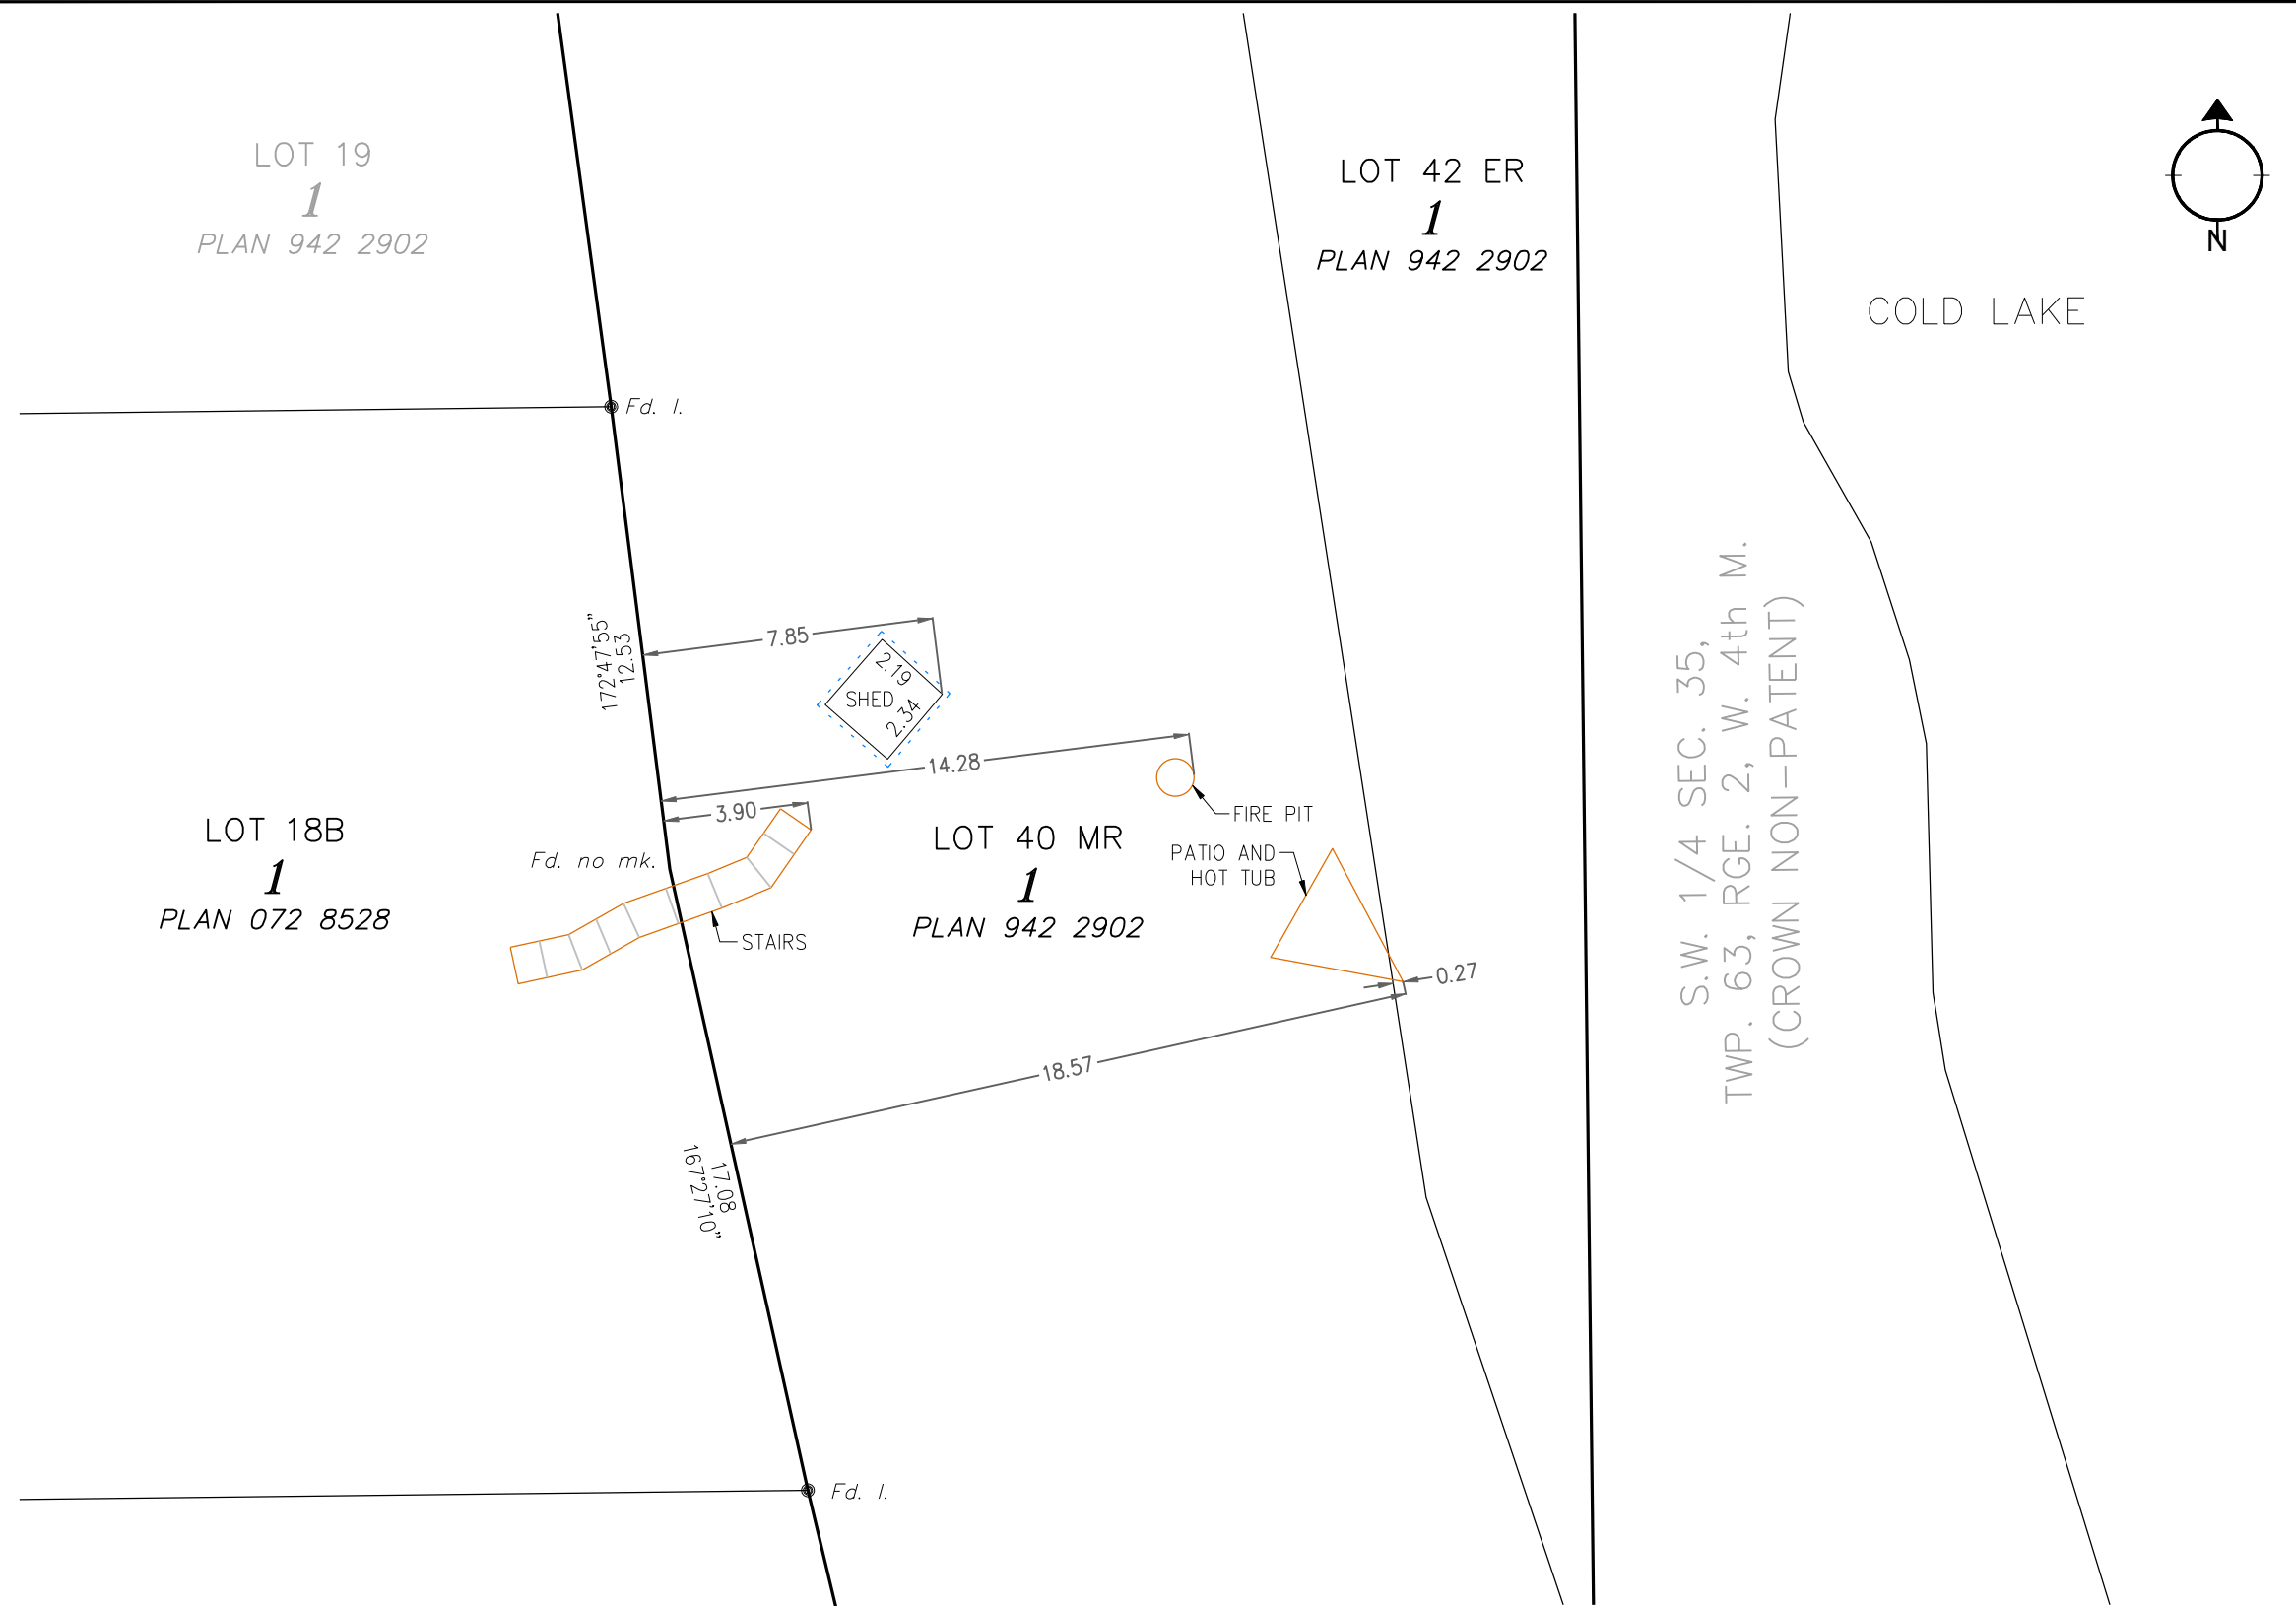 LOT 19
1
PLAN 942 2902
LOT 42 ER
1
PLAN 942 2902
N
COLD LAKE
Fd. I.
172°47'55"
12.53
7.85
2.19
SHED
2.34
14.28
3.90
FIRE PIT
LOT 18B
1
PLAN 072 8528
Fd. no mk.
LOT 40 MR
1
PLAN 942 2902
PATIO AND
HOT TUB
STAIRS
0.27
18.57
S.W. 1/4 SEC. 35,
TWP. 63, RGE. 2, W. 4th M.
(CROWN NON-PATENT)
17.08
167°27'10"
Fd. I.